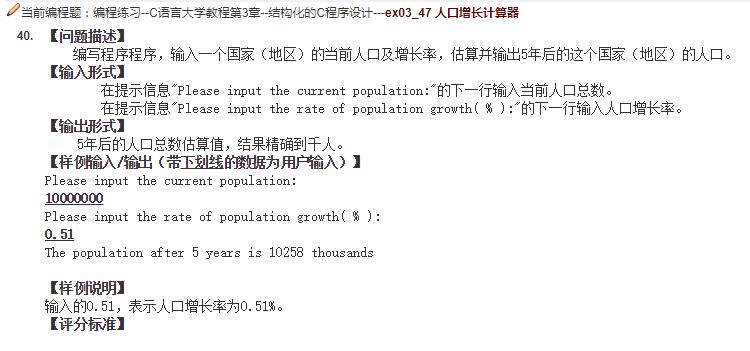 当前编程题：编程练习--C语言大学教程第3章--结构化的C程序设计---ex03_47 人口增长计算器
40. 【问题描述】
编写程序程序，输入一个国家（地区）的当前人口及增长率，估算并输出5年后的这个国家（地区）的人口。
【输入形式】
在提示信息"Please input the current population:"的下一行输入当前人口总数。
在提示信息"Please input the rate of population growth( % ):"的下一行输入人口增长率。
【输出形式】
5年后的人口总数估算值，结果精确到千人。
【样例输入/输出（带下划线的数据为用户输入）】
Please input the current population:
10000000
Please input the rate of population growth( % ):
0.51
The population after 5 years is 10258 thousands
【样例说明】
输入的0.51，表示人口增长率为0.51%。
【评分标准】